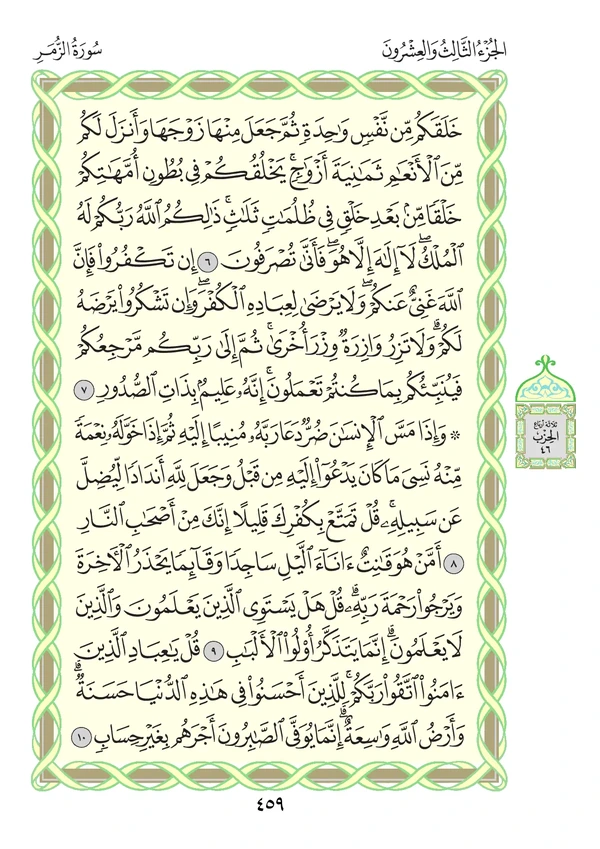 الجُزْءُ الثَّالِثُ وَالعِشْرُونَ
سُورَةُ الزُّمَرِ
خَلَقَكُم مِّن نَّفْسٍ وَٰحِدَةٍ ثُمَّ جَعَلَ مِنْهَا زَوْجَهَا وَأَنزَلَ لَكُم
مِّنَ ٱلْأَنْعَٰمِ ثَمَٰنِيَةَ أَزْوَٰجٍۚ يَخْلُقُكُمْ فِي بُطُونِ أُمَّهَٰتِكُمْ
خَلْقًا مِّنۢ بَعْدِ خَلْقٍ فِي ظُلُمَٰتٍ ثَلَٰثٍۚ ذَٰلِكُمُ ٱللَّهُ رَبُّكُمْ لَهُ
ٱلْمُلْكُۖ لَآ إِلَٰهَ إِلَّا هُوَۖ فَأَنَّىٰ تُصْرَفُونَ ٦ إِن تَكْفُرُوا۟ فَإِنَّ
ٱللَّهَ غَنِيٌّ عَنكُمْۖ وَلَا يَرْضَىٰ لِعِبَادِهِ ٱلْكُفْرَۖ وَإِن تَشْكُرُوا۟ يَرْضَهُ
لَكُمْۗ وَلَا تَزِرُ وَازِرَةٌ وِزْرَ أُخْرَىٰۚ ثُمَّ إِلَىٰ رَبِّكُم مَّرْجِعُكُمْ
فَيُنَبِّئُكُم بِمَا كُنتُمْ تَعْمَلُونَۚ إِنَّهُۥ عَلِيمُۢ بِذَاتِ ٱلصُّدُورِ ٧
۞ وَإِذَا مَسَّ ٱلْإِنسَٰنَ ضُرٌّ دَعَا رَبَّهُۥ مُنِيبًا إِلَيْهِ ثُمَّ إِذَا خَوَّلَهُۥ نِعْمَةً
مِّنْهُ نَسِيَ مَا كَانَ يَدْعُوٓا۟ إِلَيْهِ مِن قَبْلُ وَجَعَلَ لِلَّهِ أَندَادًا لِّيُضِلَّ
عَن سَبِيلِهِۦۚ قُلْ تَمَتَّعْ بِكُفْرِكَ قَلِيلًا إِنَّكَ مِنْ أَصْحَٰبِ ٱلنَّارِ
٨ أَمَّنْ هُوَ قَٰنِتٌ ءَانَآءَ ٱلَّيْلِ سَاجِدًا وَقَآئِمًا يَحْذَرُ ٱلْأٓخِرَةَ
وَيَرْجُوا۟ رَحْمَةَ رَبِّهِۦۗ قُلْ هَلْ يَسْتَوِي ٱلَّذِينَ يَعْلَمُونَ وَٱلَّذِينَ
لَا يَعْلَمُونَۗ إِنَّمَا يَتَذَكَّرُ أُو۟لُوا۟ ٱلْأَلْبَٰبِ ٩ قُلْ يَٰعِبَادِ ٱلَّذِينَ
ءَامَنُوا۟ ٱتَّقُوا۟ رَبَّكُمْۚ لِلَّذِينَ أَحْسَنُوا۟ فِي هَٰذِهِ ٱلدُّنْيَا حَسَنَةٌۗ
وَأَرْضُ ٱللَّهِ وَٰسِعَةٌۗ إِنَّمَا يُوَفَّى ٱلصَّٰبِرُونَ أَجْرَهُم بِغَيْرِ حِسَابٍ ١٠
ثلاثة أرباع
الحزب
٤٦
٤٥٩